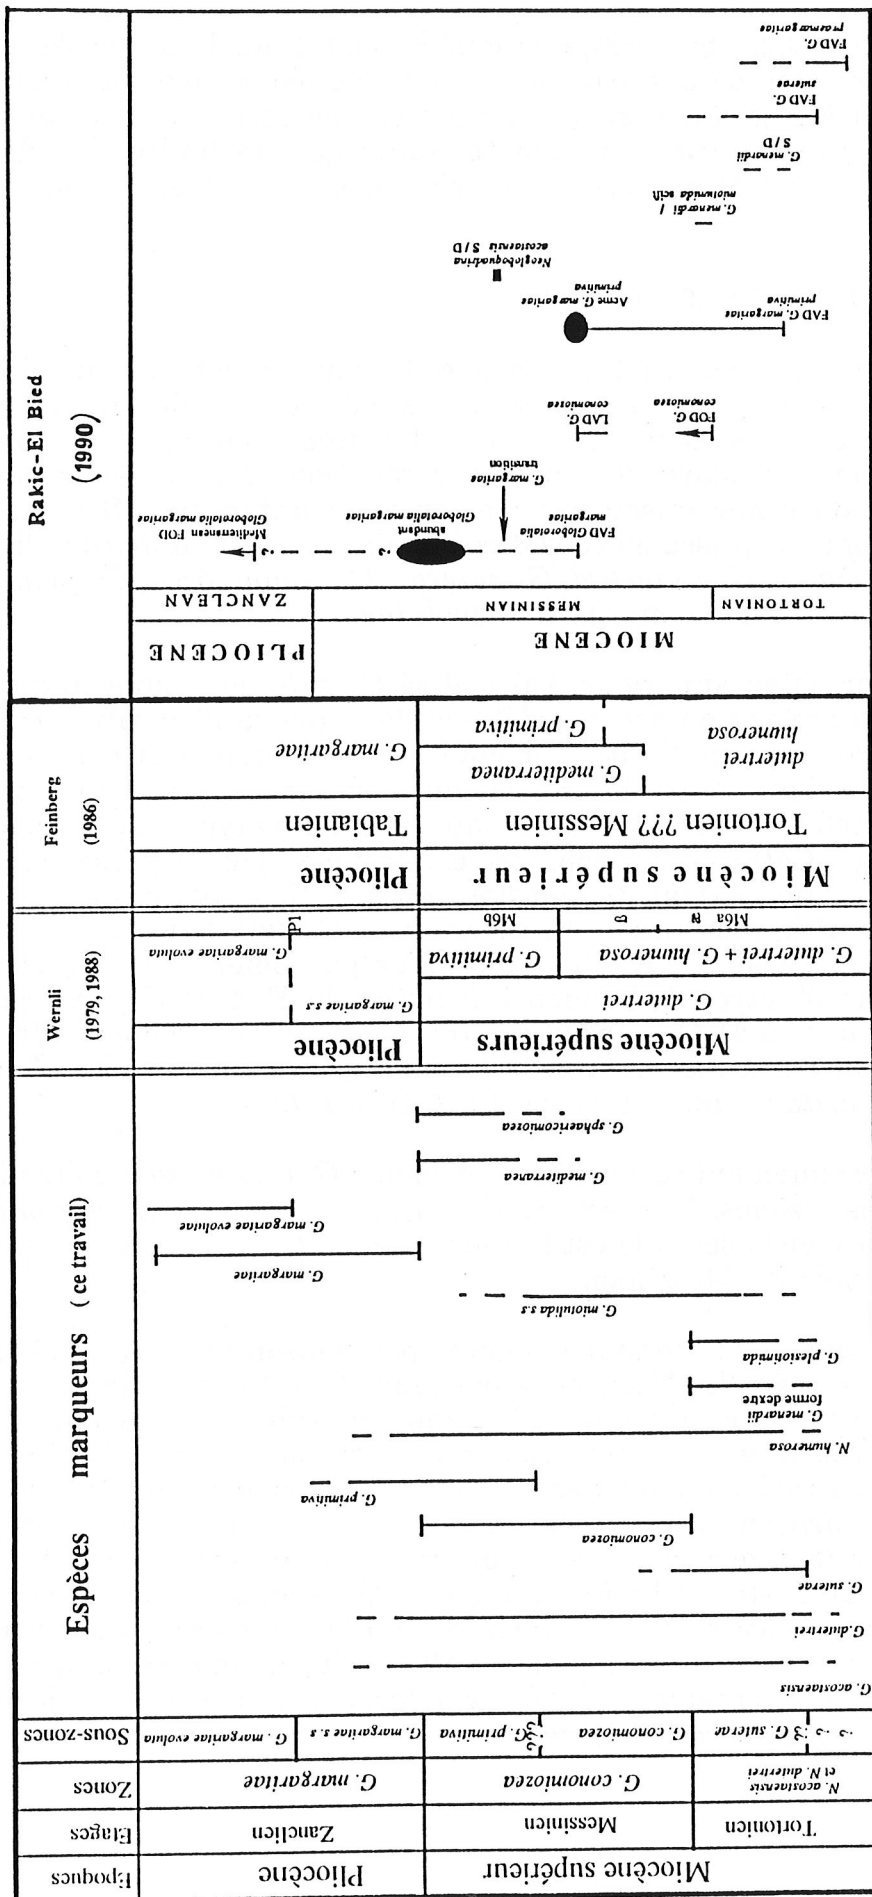 Epoques
Pliocène
Miocène supérieur
Etages
Zanclien
Messinien
Tortonien
Zones
G. margaritae
G. conomiozea
N. acostaensis
et N. dutertrei
Sous-zones
G. margaritae evoluta
G. margaritae s s
G. primitiva
???
G. conomiozea
G. suterae
? ?
Espèces marqueurs ( ce travail)
G. acostaensis
G.dutertrei
G. suterae
G. conomiozea
G. primitiva
N. humerosa
G. menardii
forme dextre
G. plesiotumida
G. miotulida s.s
G. margaritae
G. margaritae evolutae
G. mediterranea
G. sphaericomiozea
Wernli
(1979, 1988)
Pliocène
Miocène supérieurs
G. margaritae s.s
G. margaritae evoluta
G. dutertrei
G. primitiva
G. dutertrei + G. humerosa
P1
M6b
M6a
Feinberg
(1986)
Pliocène
Miocène supérieur
Tabianien
Tortonien ??? Messinien
G. margaritae
G. mediterranea
G. primitiva
dutertrei
humerosa
Rakic-El Bied
(1990)
PLIOCENE
MIOCENE
ZANCLEAN
MESSINIAN
TORTONIAN
Mediterranean FOD
Globorotalia margaritae
?
?
abundant
Globorotalia margaritae
G. margaritae
transition
FAD Globorotalia
margaritae
LAD G.
conomiozea
FOD G.
conomiozea
Acme G. margaritae
primitiva
FAD G. margaritae
primitiva
Neogloboquadrina
acostaensis S / D
G. menardii /
miotumida scift
G. menardii
S / D
FAD G.
suterae
FAD G.
praemargaritae